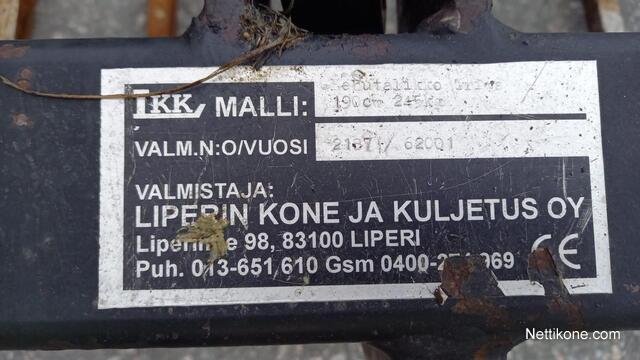 LKK MALLI:
190cm 245kg
VALM.N:O/VUOSI
VALMISTAJA:
LIPERIN KONE JA KULJETUS OY
98, 83100 LIPERI
Puh. 013-651 610 Gsm
CE
Nettikone.com